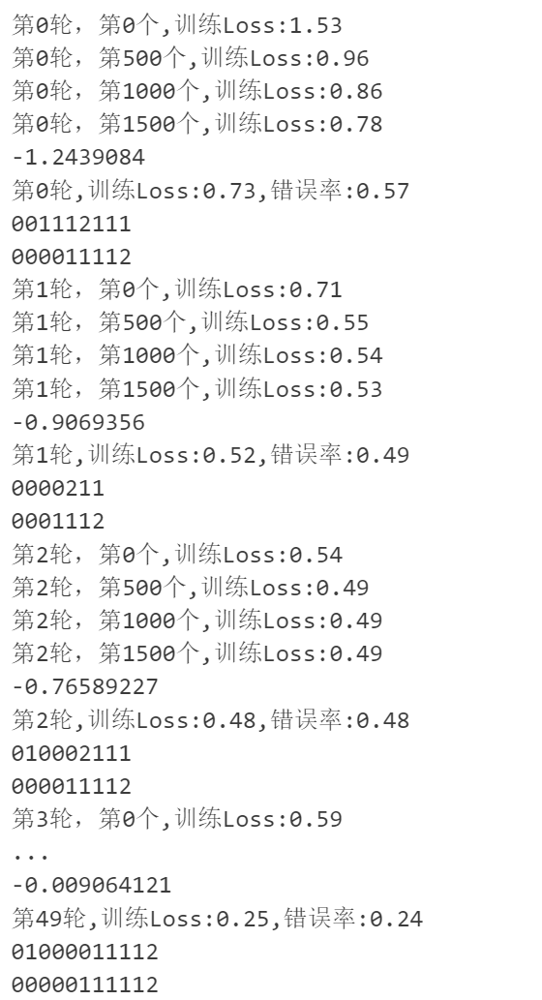 第0轮，第0个,训练Loss:1.53
第0轮，第500个,训练Loss:0.96
第0轮，第1000个,训练Loss:0.86
第0轮，第1500个,训练Loss:0.78
-1.2439084
第0轮,训练Loss:0.73,错误率:0.57
001112111
000011112
第1轮，第0个,训练Loss:0.71
第1轮，第500个,训练Loss:0.55
第1轮，第1000个,训练Loss:0.54
第1轮，第1500个,训练Loss:0.53
-0.9069356
第1轮,训练Loss:0.52,错误率:0.49
0000211
0001112
第2轮，第0个,训练Loss:0.54
第2轮，第500个,训练Loss:0.49
第2轮，第1000个,训练Loss:0.49
第2轮，第1500个,训练Loss:0.49
-0.76589227
第2轮,训练Loss:0.48,错误率:0.48
010002111
000011112
第3轮，第0个,训练Loss:0.59
...
-0.009064121
第49轮,训练Loss:0.25,错误率:0.24
01000011112
00000111112